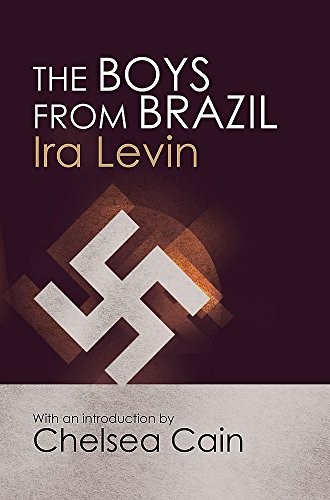 THE BOYS
FROM BRAZIL
Ira Levin
With an introduction by
Chelsea Cain